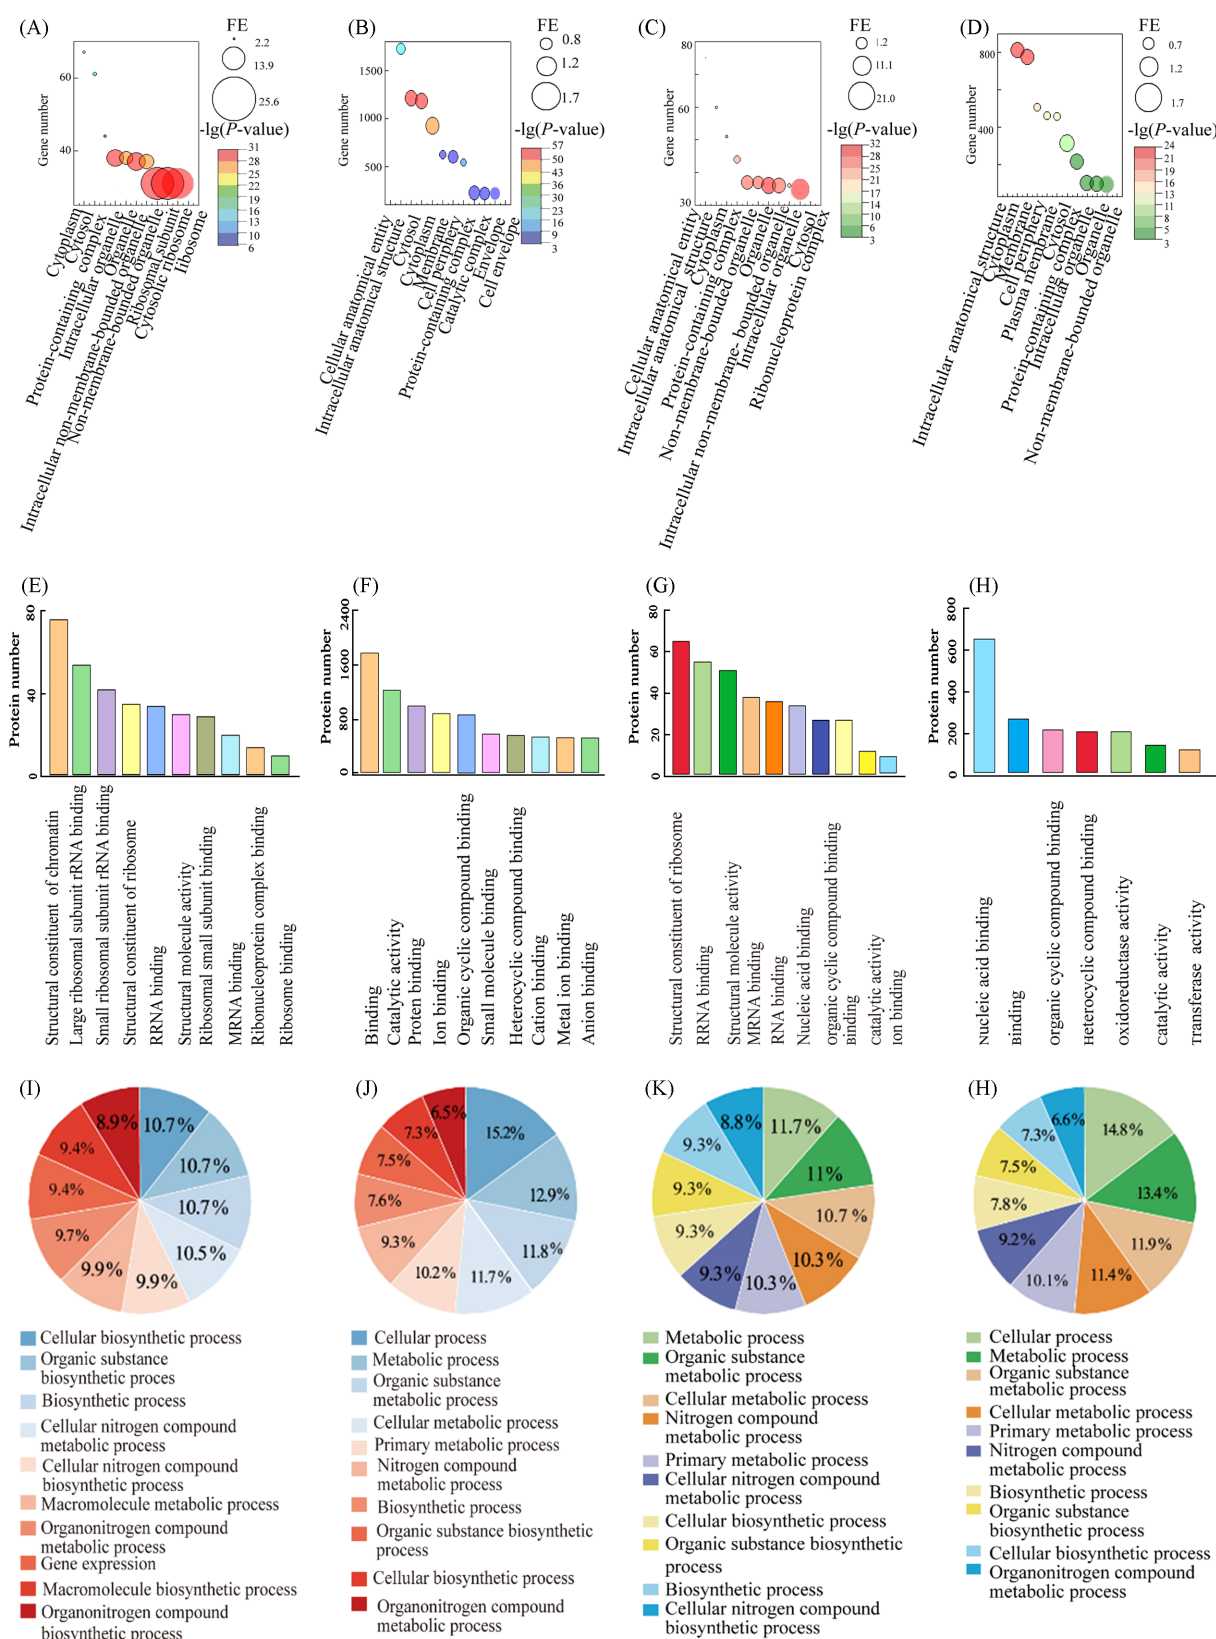 (A)
FE
2.2
13.9
25.6
-lg(P-value)
31
28
25
22
19
16
13
10
6
Gene number
60
40
Cytoplasm
Cytosol
Protein-containing complex
Intracellular organelle
Organelle
Intracellular non-membrane-bounded organelle
Non-membrane-bounded organelle
Ribosomal subunit
Cytosolic ribosome
(B)
FE
0.8
1.2
1.7
-lg(P-value)
57
50
43
36
30
23
16
9
3
Gene number
1500
1000
500
Cellular anatomical entity
Intracellular anatomical structure
Cytosol
Cytoplasm
Membrane
Cell periphery
Protein-containing complex
Catalytic complex
Envelope
Cell envelope
(C)
FE
1.2
11.1
21.0
-lg(P-value)
32
28
25
21
17
14
10
6
3
Gene number
80
60
40
30
Cellular anatomical entity
Intracellular anatomical structure
Cytoplasm
Protein-containing complex
Non-membrane-bounded organelle
Organelle
Intracellular non-membrane- bounded organelle
Intracellular organelle
Cytosol
Ribonucleoprotein complex
(D)
FE
0.7
1.2
1.7
-lg(P-value)
24
21
18
16
13
11
8
5
3
Gene number
800
400
Intracellular anatomical structure
Cytoplasm
Membrane
Cell periphery
Plasma membrane
Cytosol
Protein-containing complex
Intracellular organelle
Organelle
Non-membrane-bounded organelle
(E)
Protein number
80
40
0
Structural constituent of chromatin
Large ribosomal subunit rRNA binding
Small ribosomal subunit rRNA binding
Structural constituent of ribosome
RRNA binding
Structural molecule activity
Ribosomal small subunit binding
MRNA binding
Ribonucleoprotein complex binding
Ribosome binding
(F)
Protein number
2400
1600
800
0
Binding
Catalytic activity
Proten binding
Ion binding
Organic cyclic compound binding
Small molecule binding
Heterocyclic compound binding
Cation binding
Metal ion binding
Anion binding
(G)
Protein number
80
60
40
20
0
Structural constituent of ribosome
RRNA binding
Structural molecule activity
MRNA binding
RNA binding
Nucleic acid binding
organic cyclic compound binding
binding
catalytic activity
ion binding
(H)
Protein number
800
600
400
200
0
Nucleic acid binding
Binding
organic cyclic compound binding
Heterocyclic compound binding
oxidoreductase activity
catalytic activity
Transferase activity
(I)
10.7%
10.7%
10.7%
10.5%
9.9%
9.9%
9.7%
9.4%
9.4%
8.9%
Cellular biosynthetic process
Organic substance
biosynthetic proces
Biosynthetic process
Cellular nitrogen compound
metabolic process
Cellular nitrogen compound
biosynthetic process
Macromolecule metabolic process
Organonitrogen compound
metabolic process
Gene expression
Macromolecule biosynthetic process
Organonitrogen compound
biosynthetic process
(J)
15.2%
12.9%
11.8%
11.7%
10.2%
9.3%
7.6%
7.5%
7.3%
6.5%
Cellular process
Metabolic process
Organic substance
metabolic process
Cellular metabolic process
Primary metabolic process
Nitrogen compound
metabolic process
Biosynthetic process
Organic substance biosynthetic
process
Cellular biosynthetic process
Organonitrogen compound
metabolic process
(K)
11.7%
11%
10.7%
10.3%
10.3%
9.3%
9.3%
9.3%
9.3%
8.8%
Metabolic process
Organic substance
metabolic process
Cellular metabolic process
Nitrogen compound
metabolic process
Primary metabolic process
Cellular nitrogen compound
metabolic process
Cellular biosynthetic process
Organic substance biosynthetic
process
Biosynthetic process
Cellular nitrogen compound
biosynthetic process
(H)
14.8%
13.4%
11.9%
11.4%
10.1%
9.2%
7.8%
7.5%
7.3%
6.6%
Cellular process
Metabolic process
Organic substance
metabolic process
Cellular metabolic process
Primary metabolic process
Nitrogen compound
metabolic process
Biosynthetic process
Organic substance
biosynthetic process
Cellular biosynthetic process
Organonitrogen compound
metabolic process